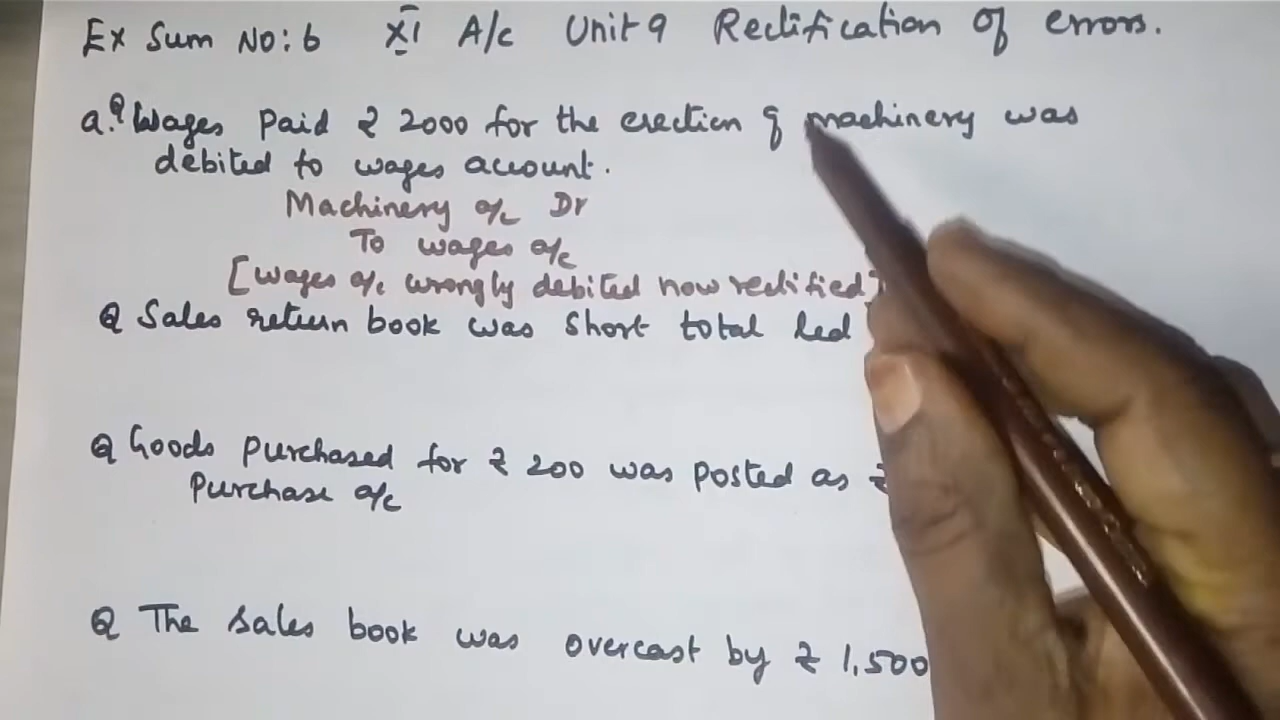 Ex Sum No: 6 XI A/c Unit 9 Rectification of errors.
a. Q Wages paid ₹ 2000 for the erection of machinery was
debited to wages account.
Machinery a/c Dr
To wages a/c
[Wages a/c wrongly debited now rectified]
Q Sales return book was short total led
Q Goods purchased for ₹ 200 was posted as ₹
Purchase a/c
Q The sales book was overcast by ₹ 1,500